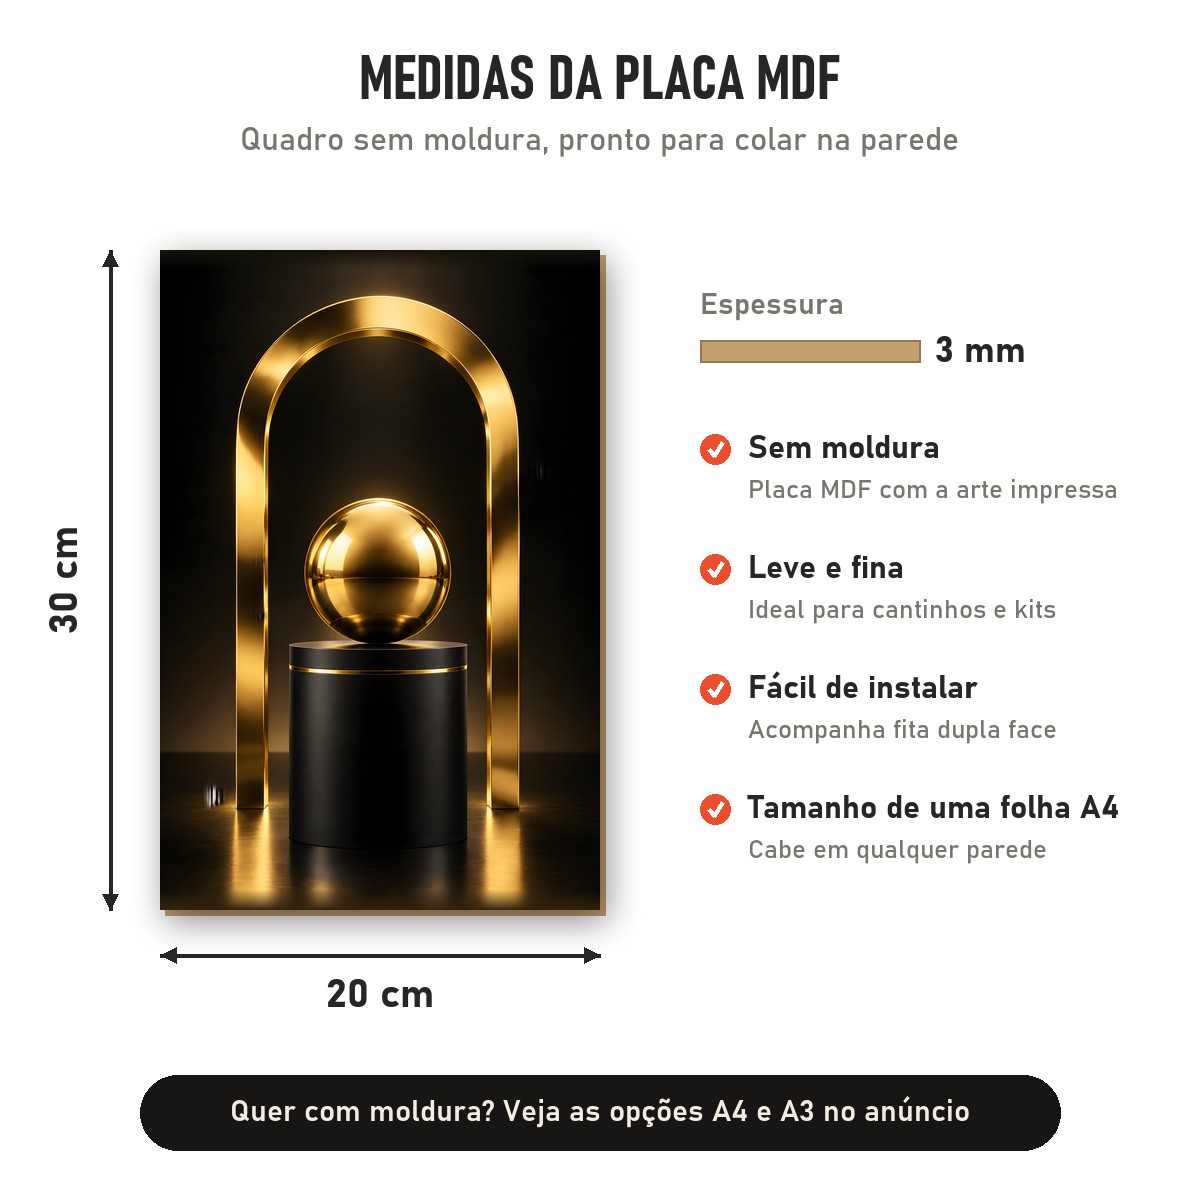 MEDIDAS DA PLACA MDF
Quadro sem moldura, pronto para colar na parede
Espessura
3 mm
Sem moldura
Placa MDF com a arte impressa
Leve e fina
Ideal para cantinhos e kits
Fácil de instalar
Acompanha fita dupla face
Tamanho de uma folha A4
Cabe em qualquer parede
30 cm
20 cm
Quer com moldura? Veja as opções A4 e A3 no anúncio